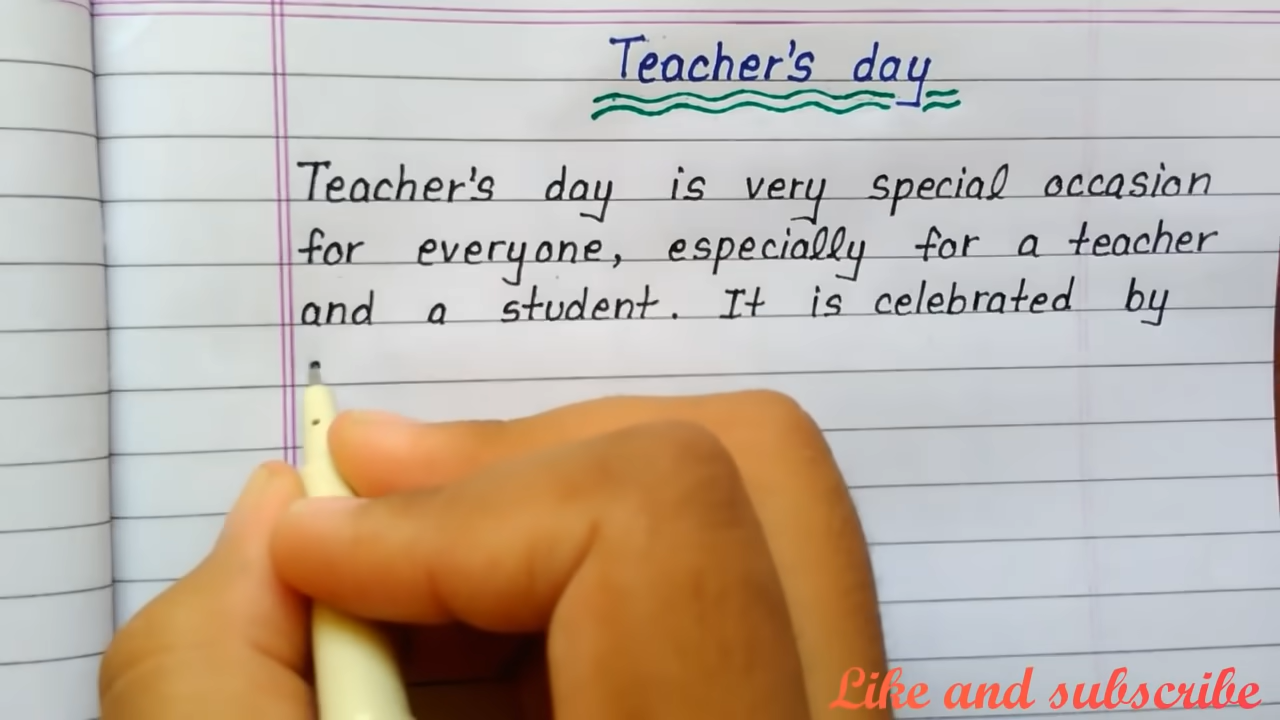 Teacher's day
Teacher's day is very special occasion
for everyone, especially for a teacher
and a student. It is celebrated by
Like and subscribe